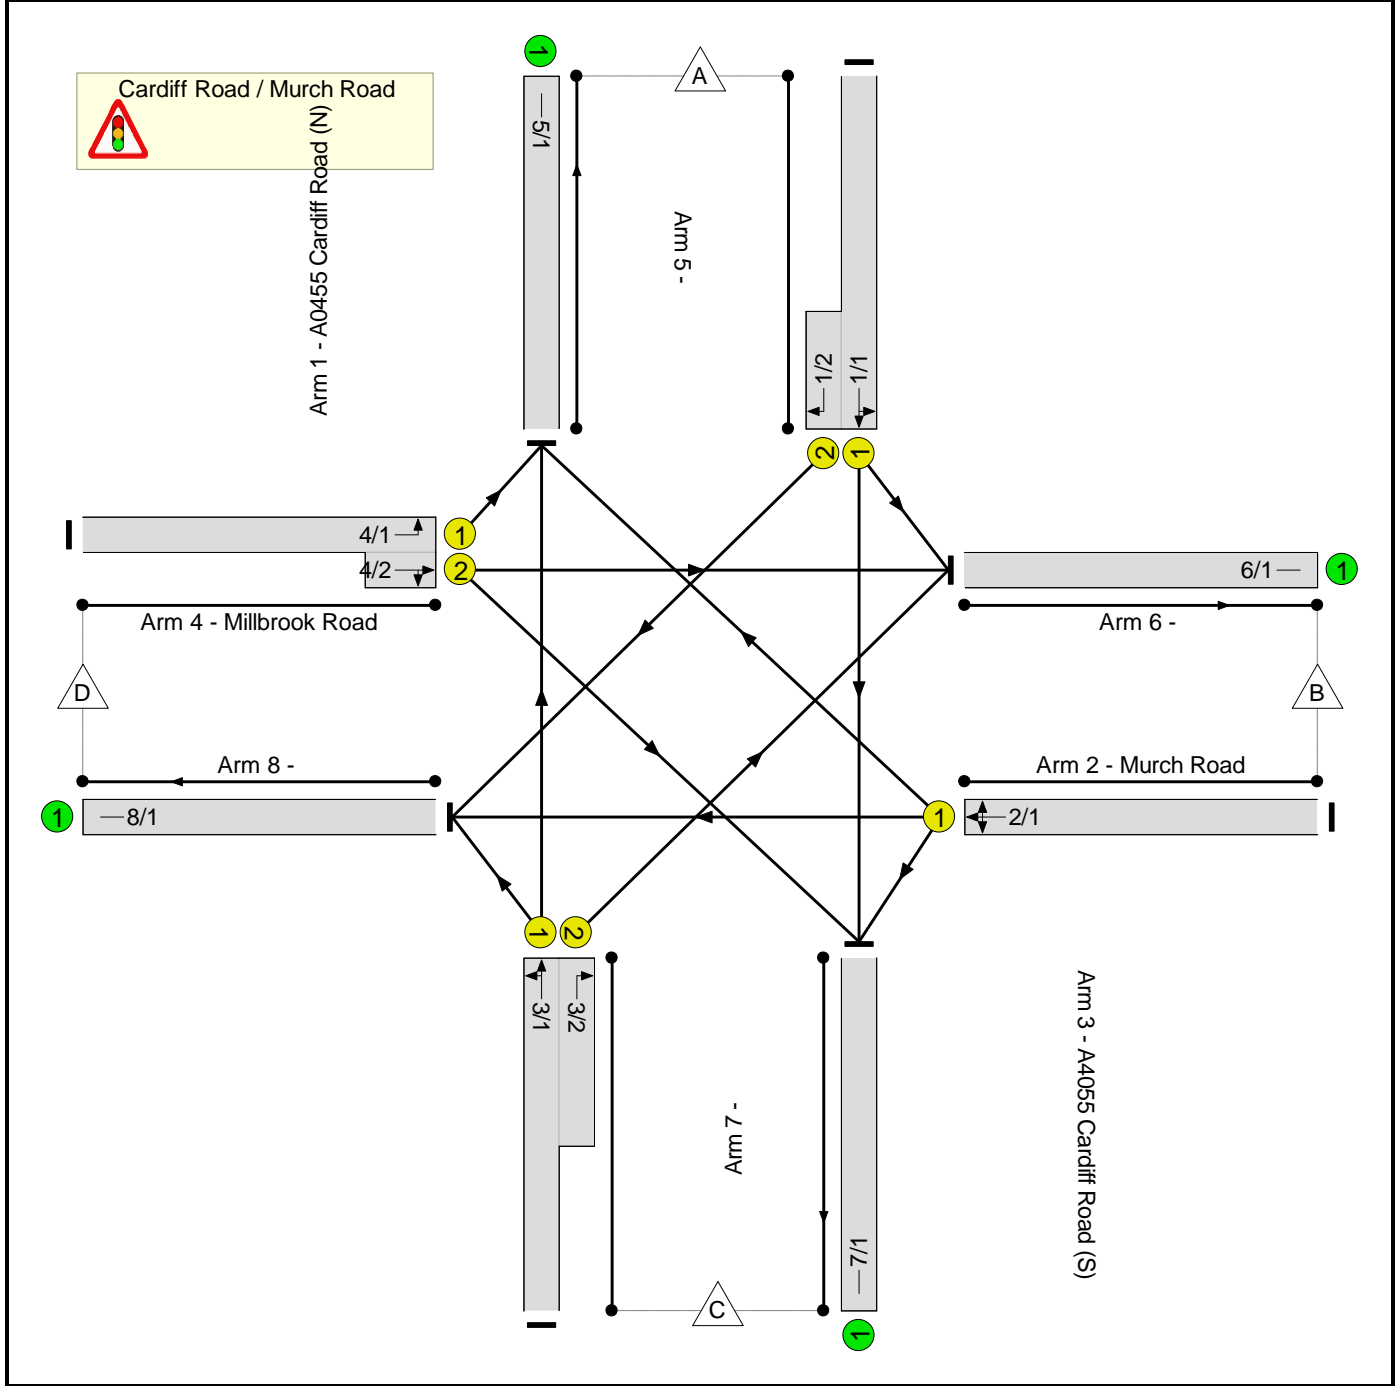 Cardiff Road / Murch Road
1
A
5/1
Arm 1 - A0455 Cardiff Road (N)
Arm 5 -
1/2
1/1
2
1
4/1
1
4/2
2
6/1
1
Arm 4 - Millbrook Road
Arm 6 -
D
B
Arm 8 -
Arm 2 - Murch Road
1
8/1
1
2/1
1
2
3/1
3/2
Arm 3 - A4055 Cardiff Road (S)
Arm 7 -
7/1
C
1